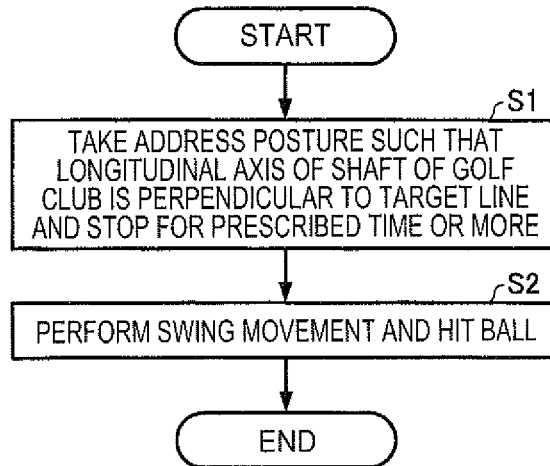 START
S1
TAKE ADDRESS POSTURE SUCH THAT
LONGITUDINAL AXIS OF SHAFT OF GOLF
CLUB IS PERPENDICULAR TO TARGET LINE
AND STOP FOR PRESCRIBED TIME OR MORE
S2
PERFORM SWING MOVEMENT AND HIT BALL
END